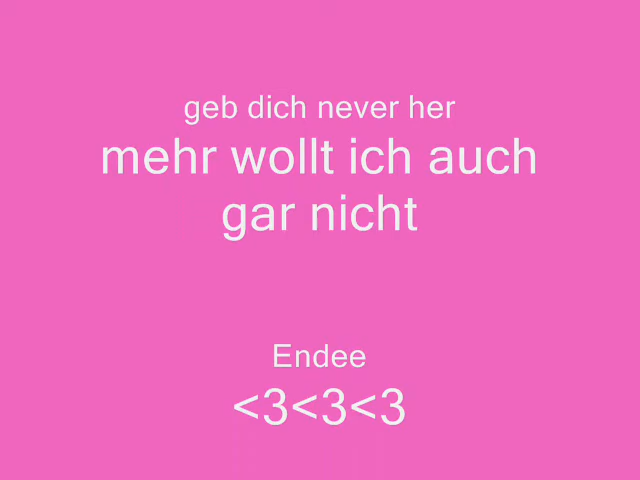 geb dich never her
mehr wollt ich auch
gar nicht
Endee
<3<3<3